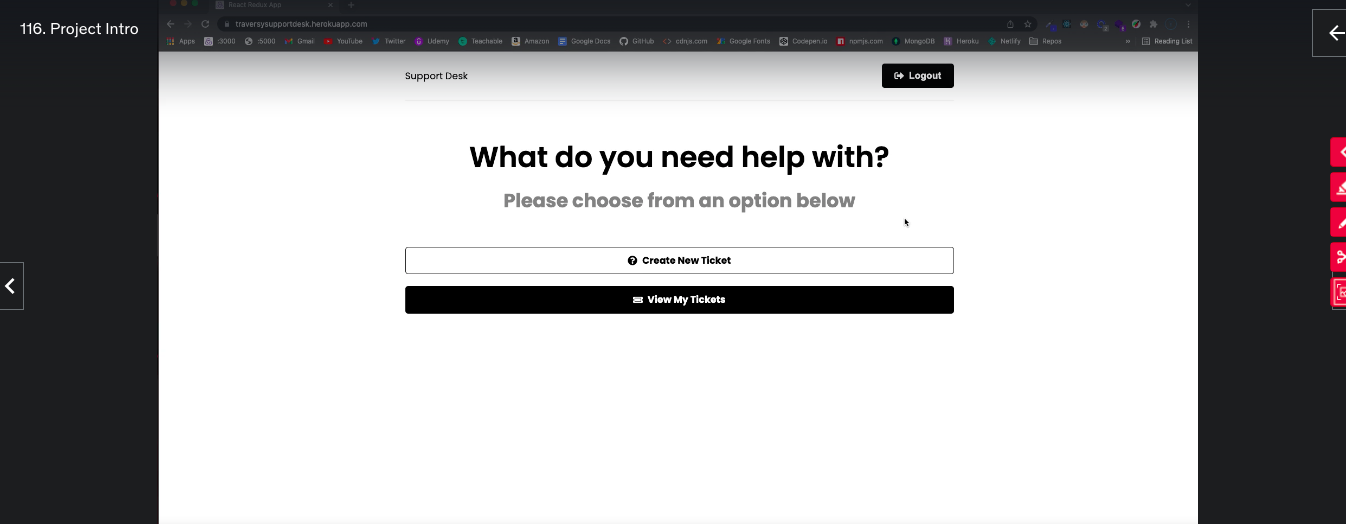 116. Project Intro
React Redux App
traversysupportdesk.herokuapp.com
Apps :3000 :5000 Gmail YouTube Twitter Udemy Teachable Amazon Google Docs GitHub cdnjs.com Google Fonts Codepen.io npmjs.com MongoDB Heroku Netlify Repos » Reading List
Support Desk
Logout
What do you need help with?
Please choose from an option below
Create New Ticket
View My Tickets